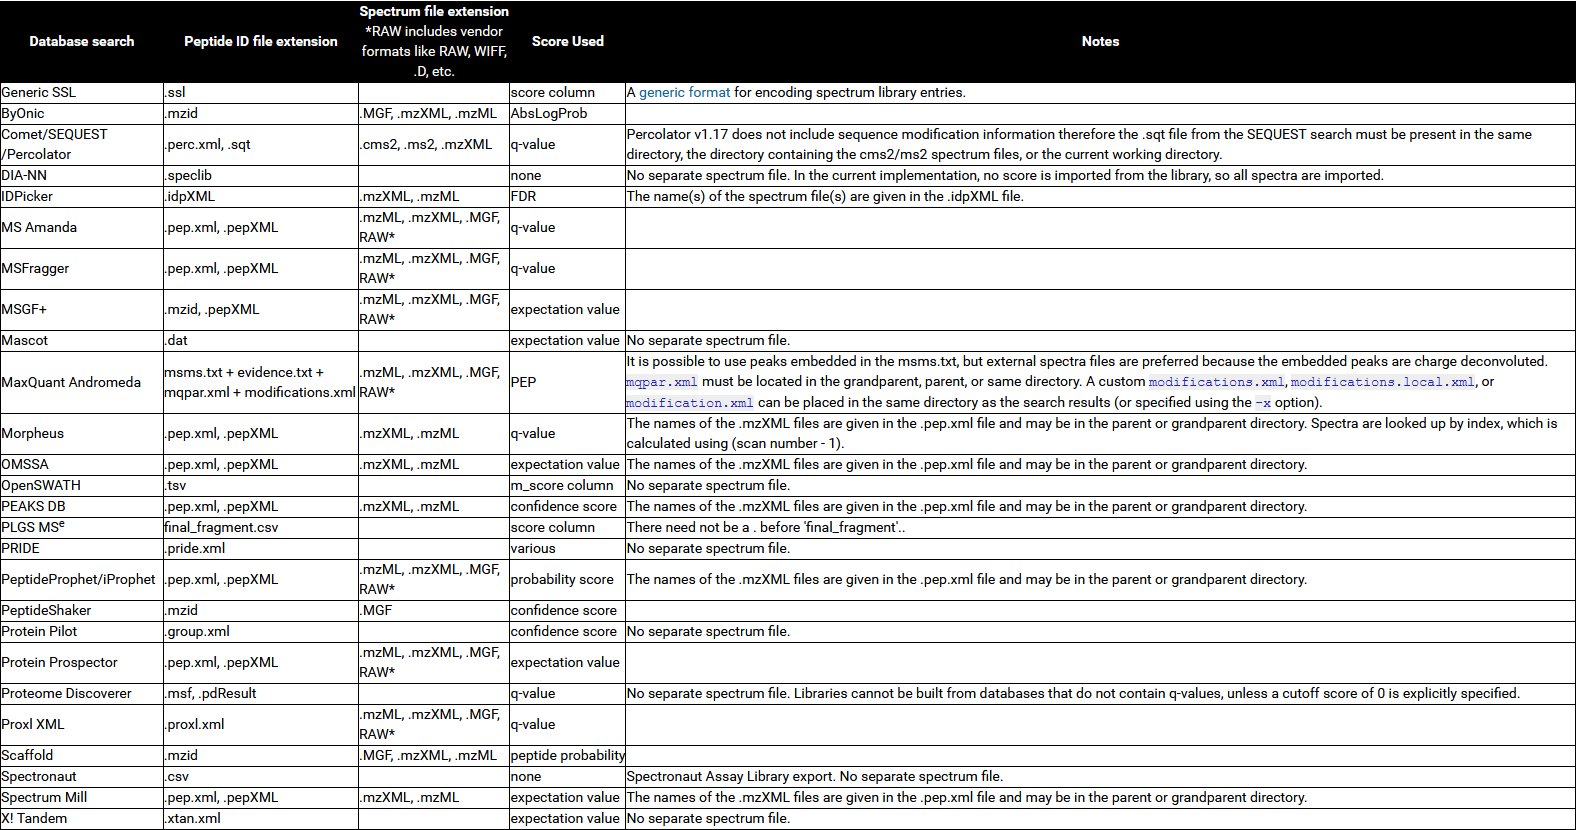 Database search Peptide ID file extension Spectrum file extension *RAW includes vendor formats like RAW, WIFF, .D, etc. Score Used Notes
Generic SSL .ssl score column A generic format for encoding spectrum library entries.
ByOnic .mzid .MGF, .mzXML, .mzML AbsLogProb
Comet/SEQUEST /Percolator .perc.xml, .sqt .cms2, .ms2, .mzXML q-value Percolator v1.17 does not include sequence modification information therefore the .sqt file from the SEQUEST search must be present in the same
directory, the directory containing the cms2/ms2 spectrum files, or the current working directory.
DIA-NN .speclib none No separate spectrum file. In the current implementation, no score is imported from the library, so all spectra are imported.
IDPicker .idpXML .mzXML, .mzML FDR The name(s) of the spectrum file(s) are given in the .idpXML file.
MS Amanda .pep.xml, .pepXML .mzML, .mzXML, .MGF, RAW* q-value
MSFragger .pep.xml, .pepXML .mzML, .mzXML, .MGF, RAW* q-value
MSGF+ .mzid, .pepXML .mzML, .mzXML, .MGF, RAW* expectation value
Mascot .dat expectation value No separate spectrum file.
MaxQuant Andromeda msms.txt + evidence.txt + mqpar.xml + modifications.xml .mzML, .mzXML, .MGF, RAW* PEP It is possible to use peaks embedded in the msms.txt, but external spectra files are preferred because the embedded peaks are charge deconvoluted.
mqpar.xml must be located in the grandparent, parent, or same directory. A custom modifications.xml, modifications.local.xml, or
modification.xml can be placed in the same directory as the search results (or specified using the -x option).
Morpheus .pep.xml, .pepXML .mzXML, .mzML q-value The names of the .mzXML files are given in the .pep.xml file and may be in the parent or grandparent directory. Spectra are looked up by index, which is
calculated using (scan number - 1).
OMSSA .pep.xml, .pepXML .mzXML, .mzML expectation value The names of the .mzXML files are given in the .pep.xml file and may be in the parent or grandparent directory.
OpenSWATH .tsv m_score column No separate spectrum file.
PEAKS DB .pep.xml, .pepXML .mzXML, .mzML confidence score The names of the .mzXML files are given in the .pep.xml file and may be in the parent or grandparent directory.
PLGS MSe final_fragment.csv score column There need not be a . before 'final_fragment'..
PRIDE .pride.xml various No separate spectrum file.
PeptideProphet/iProphet .pep.xml, .pepXML .mzML, .mzXML, .MGF, RAW* probability score The names of the .mzXML files are given in the .pep.xml file and may be in the parent or grandparent directory.
PeptideShaker .mzid .MGF confidence score
Protein Pilot .group.xml confidence score No separate spectrum file.
Protein Prospector .pep.xml, .pepXML .mzML, .mzXML, .MGF, RAW* expectation value
Proteome Discoverer .msf, .pdResult q-value No separate spectrum file. Libraries cannot be built from databases that do not contain q-values, unless a cutoff score of 0 is explicitly specified.
Proxl XML .proxl.xml .mzML, .mzXML, .MGF, RAW* q-value
Scaffold .mzid .MGF, .mzXML, .mzML peptide probability
Spectronaut .csv none Spectronaut Assay Library export. No separate spectrum file.
Spectrum Mill .pep.xml, .pepXML .mzXML, .mzML expectation value The names of the .mzXML files are given in the .pep.xml file and may be in the parent or grandparent directory.
X! Tandem .xtan.xml expectation value No separate spectrum file.